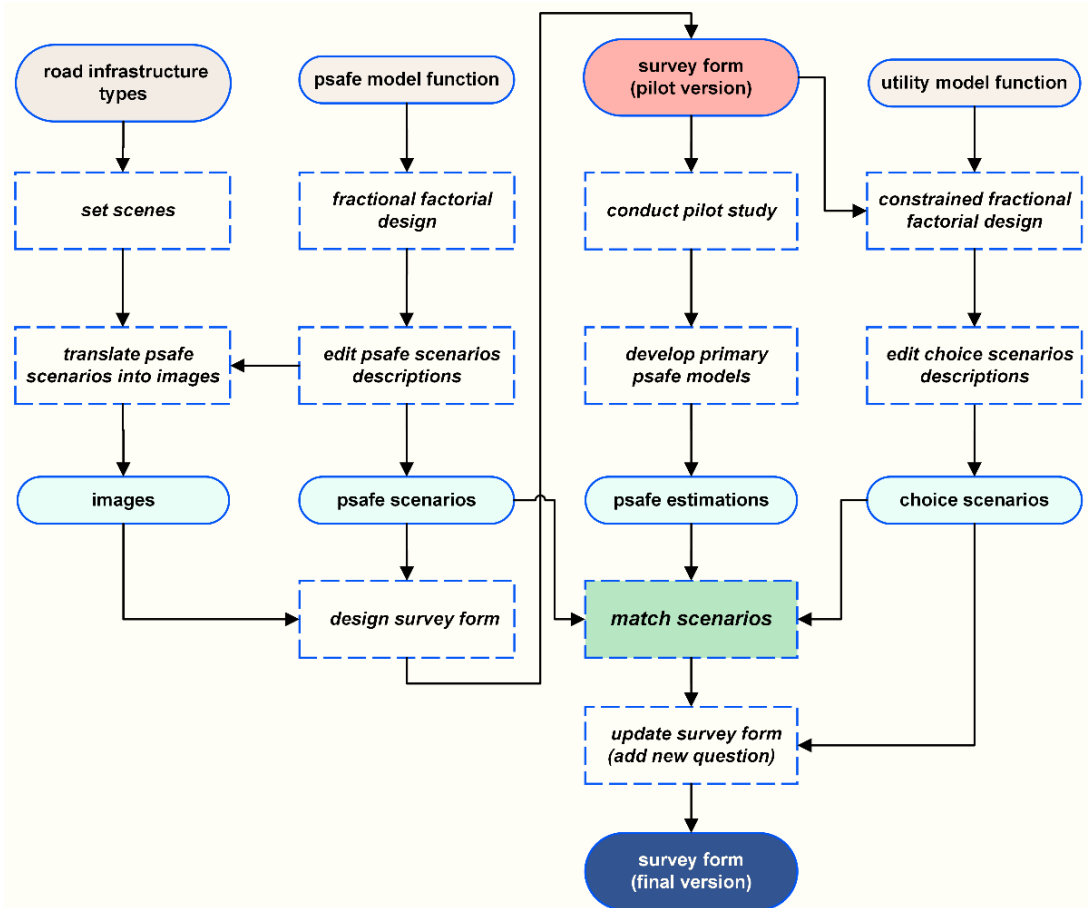 road infrastructure
types
psafe model function
survey form
(pilot version)
utility model function
set scenes
fractional factorial
design
conduct pilot study
constrained fractional
factorial design
translate psafe
scenarios into images
edit psafe scenarios
descriptions
develop primary
psafe models
edit choice scenarios
descriptions
images
psafe scenarios
psafe estimations
choice scenarios
design survey form
match scenarios
update survey form
(add new question)
survey form
(final version)